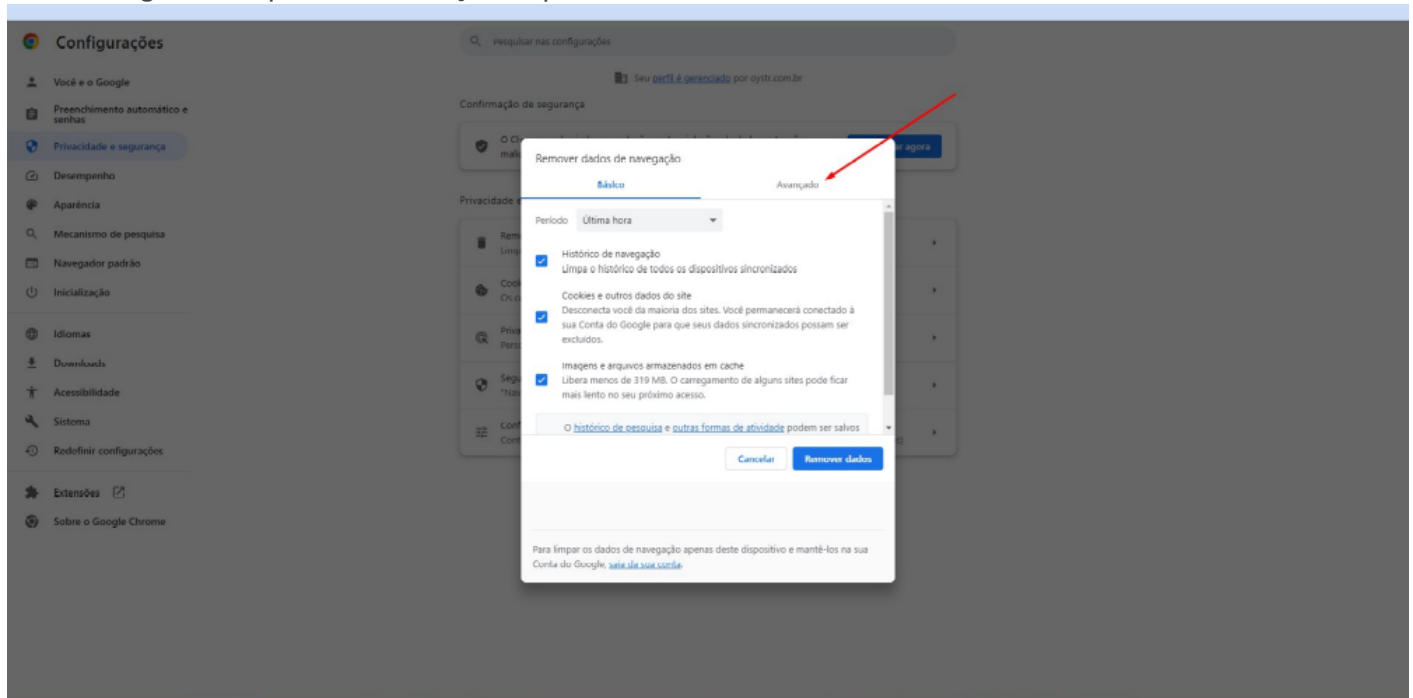 Configurações
Pesquisar nas configurações
Você e o Google
Preenchimento automático e
senhas
Privacidade e segurança
Desempenho
Aparência
Mecanismo de pesquisa
Navegador padrão
Inicialização
Idiomas
Downloads
Acessibilidade
Sistema
Redefinir configurações
Extensões
Sobre o Google Chrome
Seu perfil é gerenciado por oystr.com.br
Confirmação de segurança
agora
Privacidade e
Remover dados de navegação
Básico
Avançado
Período
Última hora
Histórico de navegação
Limpa o histórico de todos os dispositivos sincronizados
Cookies e outros dados do site
Desconecta você da maioria dos sites. Você permanecerá conectado à
sua Conta do Google para que seus dados sincronizados possam ser
excluídos.
Imagens e arquivos armazenados em cache
Libera menos de 319 MB. O carregamento de alguns sites pode ficar
mais lento no seu próximo acesso.
O histórico de pesquisa e outras formas de atividade podem ser salvos
Cancelar
Remover dados
Para limpar os dados de navegação apenas deste dispositivo e mantê-los na sua
Conta do Google, saia da sua conta.